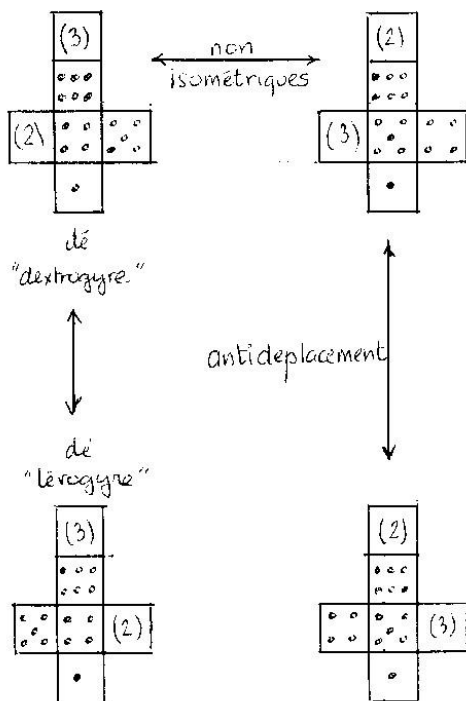 (3)
non
isométriques
(2)
(2)
(3)
dé
"dextrogyre"
antideplacement
dé
"lévogyre"
(3)
(2)
(2)
(3)